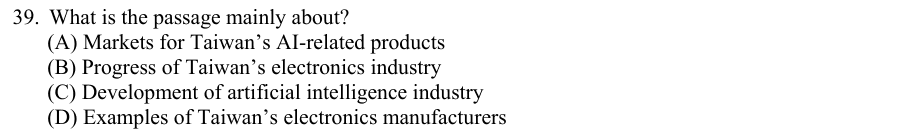 39. What is the passage mainly about?
(A) Markets for Taiwan’s AI-related products
(B) Progress of Taiwan’s electronics industry
(C) Development of artificial intelligence industry
(D) Examples of Taiwan’s electronics manufacturers